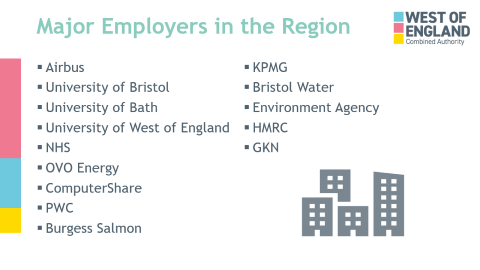 Major Employers in the Region
WEST OF
ENGLAND
Combined Authority
Airbus
University of Bristol
University of Bath
University of West of England
NHS
OVO Energy
ComputerShare
PWC
Burgess Salmon
KPMG
Bristol Water
Environment Agency
HMRC
GKN